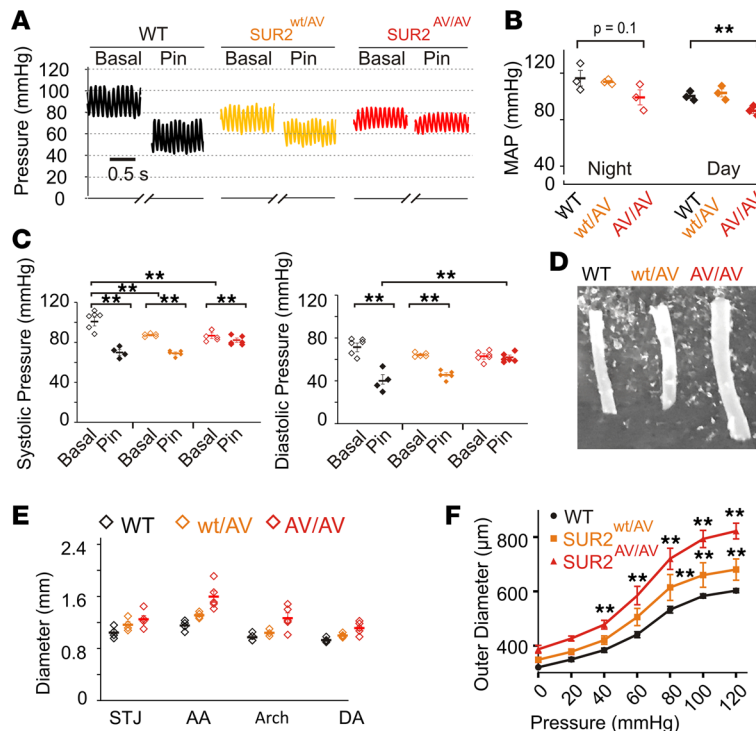 A
WT
SUR2wt/AV
SUR2AV/AV
Basal Pin Basal Pin Basal Pin
Pressure (mmHg)
120
100
80
60
40
20
0
0.5 s
B
p = 0.1
**
MAP (mmHg)
120
80
40
0
Night Day
WT wt/AV AV/AV WT wt/AV AV//AV
C
**
**
** ** **
Systolic Pressure (mmHg)
120
80
40
0
Basal Pin Basal Pin Basal Pin
**
** **
Diastolic Pressure (mmHg)
120
80
40
0
Basal Pin Basal Pin Basal Pin
D
WT wt/AV AV/AV
E
WT wt/AV AV/AV
Diameter (mm)
2.4
1.6
0.8
0
STJ AA Arch DA
F
WT
SUR2wt/AV
SUR2AV/AV
Outer Diameter (µm)
800
600
400
** ** ** ** **
** ** **
0 20 40 60 80 100 120
Pressure (mmHg)